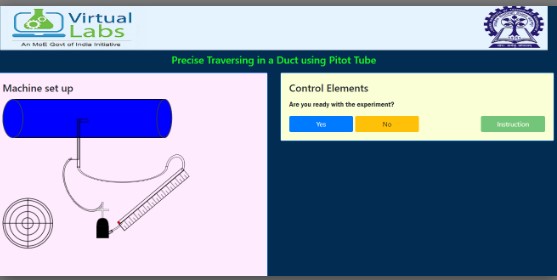 Virtual
Labs
An MoE Govt of India Initiative
Precise Traversing in a Duct using Pitot Tube
Machine set up
Control Elements
Are you ready with the experiment?
Yes
No
Instruction